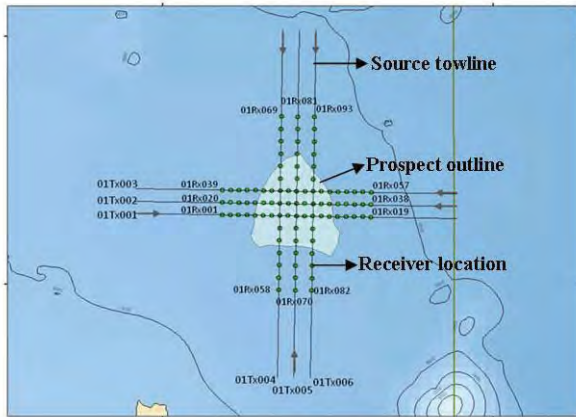 Source towline
01Rx081
01Rx069
01Rx093
Prospect outline
01Tx003
01Rx039
01Rx057
01Tx002
01Rx020
01Rx038
01Tx001
01Rx001
01Rx019
Receiver location
01Rx058
01Rx070
01Rx082
01Tx004
01Tx005
01Tx006